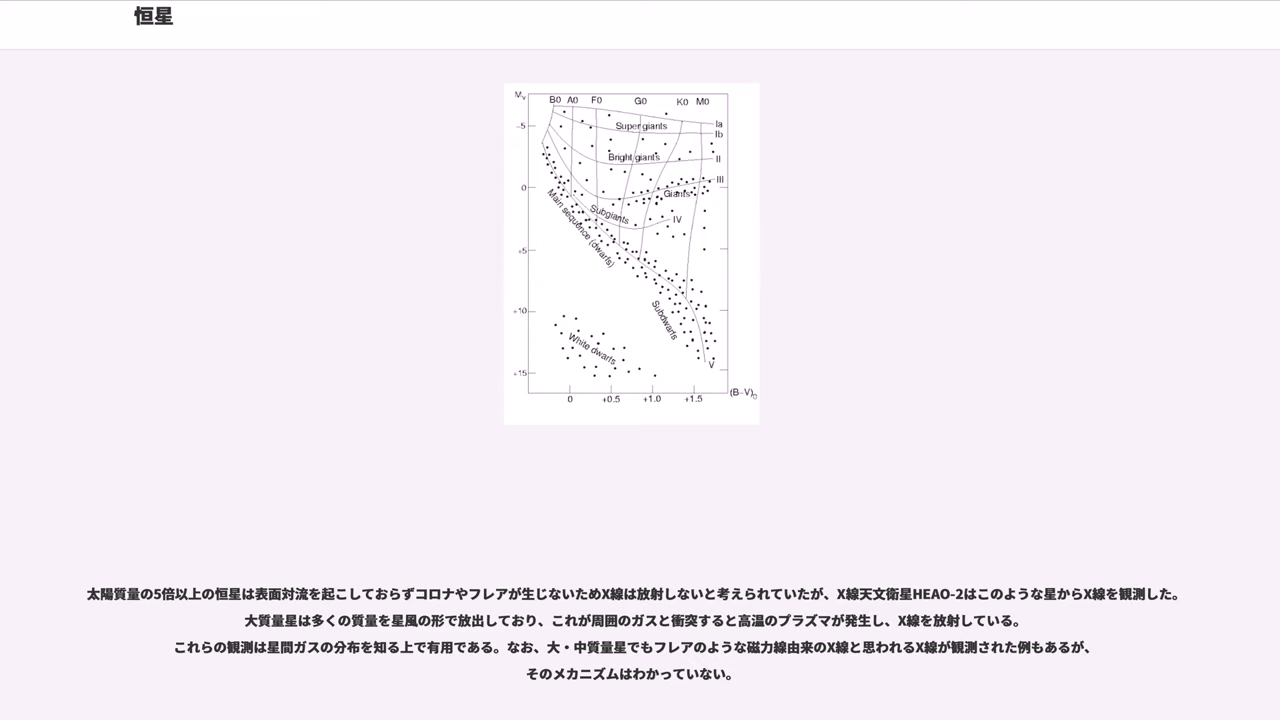 恒星
Mv B0 A0 F0 G0 K0 M0
Ia
-5 Super giants Ib
Bright giants II
III
0 Giants
Main sequence (dwarfs) Subgiants IV
+5
+10 Subdwarfs
White dwarfs
V
+15
(B-V)0
0 +0.5 +1.0 +1.5
太陽質量の5倍以上の恒星は表面対流を起こしておらずコロナやフレアが生じないためX線は放射しないと考えられていたが、X線天文衛星HEAO-2はこのような星からX線を観測した。
大質量星は多くの質量を星風の形で放出しており、これが周囲のガスと衝突すると高温のプラズマが発生し、X線を放射している。
これらの観測は星間ガスの分布を知る上で有用である。なお、大・中質量星でもフレアのような磁力線由来のX線と思われるX線が観測された例もあるが、
そのメカニズムはわかっていない。